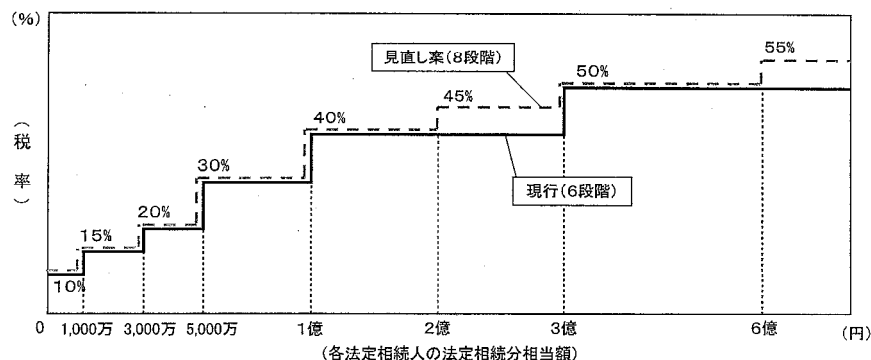 (%)
55%
見直し案(8段階)
50%
45%
40%
(税率)
30%
現行(6段階)
20%
15%
10%
0 1,000万 3,000万 5,000万 1億 2億 3億 6億 (円)
(各法定相続人の法定相続分相当額)